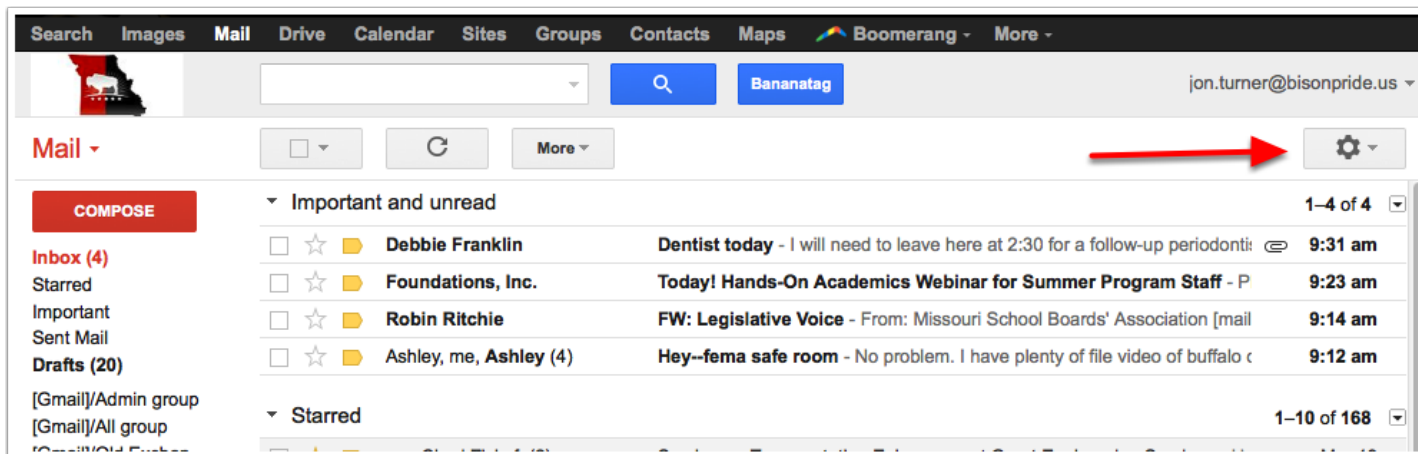 Search Images Mail Drive Calendar Sites Groups Contacts Maps Boomerang More
Bananatag jon.turner@bisonpride.us
Mail More
COMPOSE
Important and unread 1–4 of 4
Debbie Franklin Dentist today - I will need to leave here at 2:30 for a follow-up 9:31 am
Inbox (4)
Foundations, Inc. Today! Hands-On Academics Webinar for Summer Program Staff - P 9:23 am
Starred
Important
Robin Ritchie FW: Legislative Voice - From: Missouri School Boards' Association [mail 9:14 am
Sent Mail
Ashley, me, Ashley (4) Hey--fema safe room - No problem. I have plenty of file video of buffalo 9:12 am
Drafts (20)
[Gmail]/Admin group
Starred 1–10 of 168
[Gmail]/All group